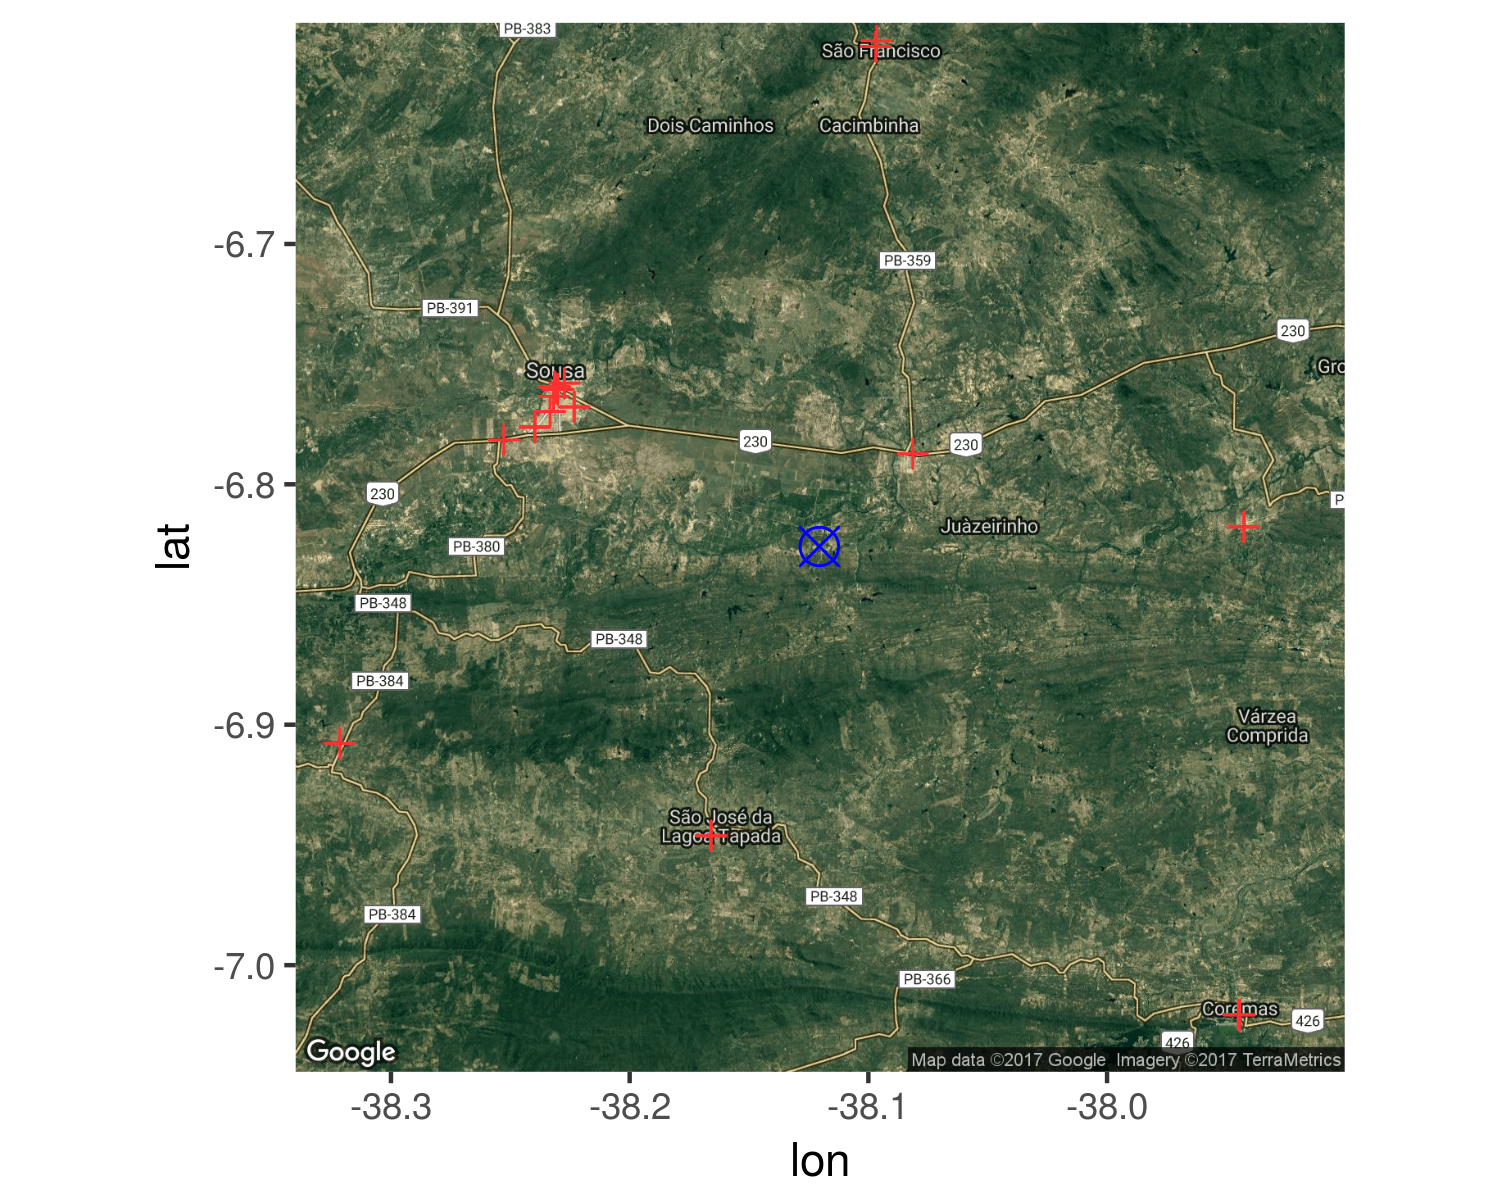 PB-383
São Francisco
Dois Caminhos
Cacimbinha
-6.7
PB-359
PB-391
230
Gro
Sousa
230
230
-6.8
230
P
Juàzeirinho
lat
PB-380
PB-348
PB-348
PB-384
-6.9
Várzea
Comprida
São José da
Lagoa Tapada
PB-348
PB-384
-7.0
PB-366
Coremas
426
426
Google
Map data ©2017 Google Imagery ©2017 TerraMetrics
-38.3
-38.2
-38.1
-38.0
lon